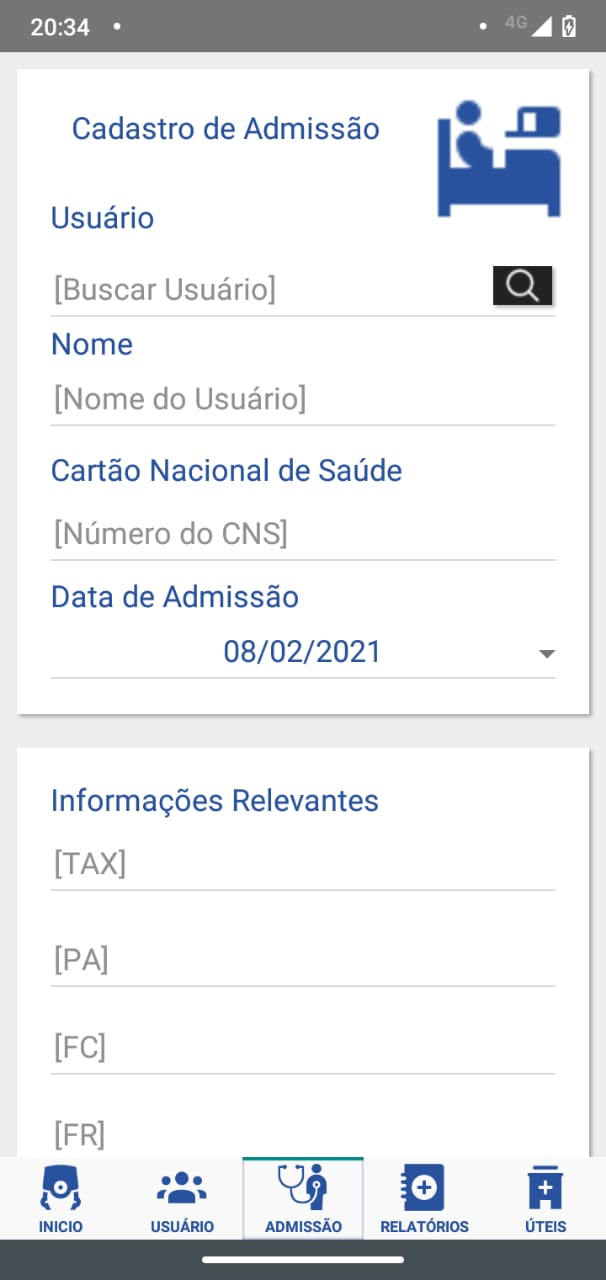 20:34
4G
Cadastro de Admissão
Usuário
[Buscar Usuário]
Nome
[Nome do Usuário]
Cartão Nacional de Saúde
[Número do CNS]
Data de Admissão
08/02/2021
Informações Relevantes
[TAX]
[PA]
[FC]
[FR]
INICIO USUÁRIO ADMISSÃO RELATÓRIOS ÚTEIS